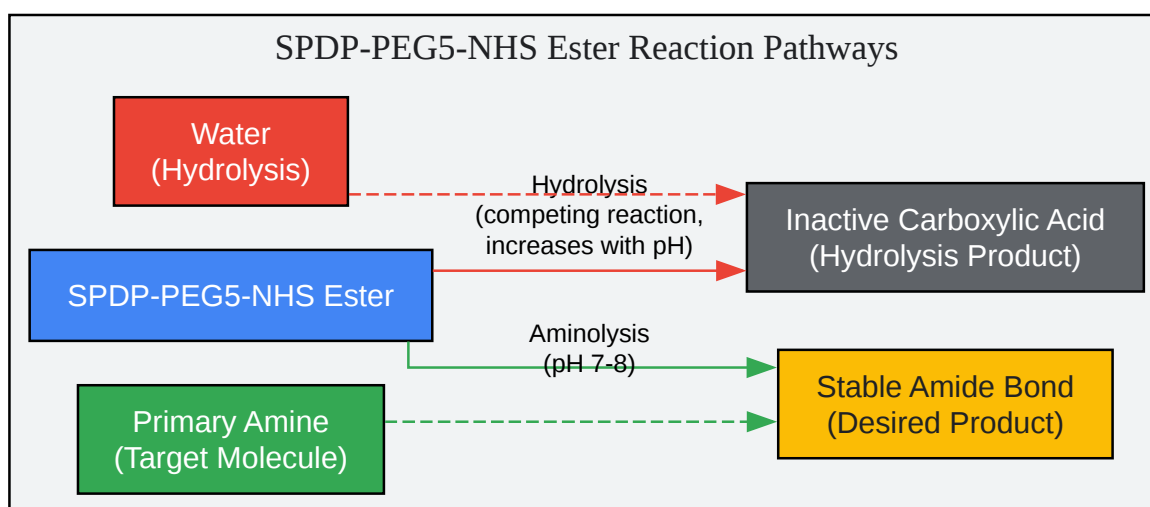 SPDP-PEG5-NHS Ester Reaction Pathways
Water
(Hydrolysis)
Hydrolysis
(competing reaction,
increases with pH)
Inactive Carboxylic Acid
(Hydrolysis Product)
SPDP-PEG5-NHS Ester
Aminolysis
(pH 7-8)
Stable Amide Bond
(Desired Product)
Primary Amine
(Target Molecule)